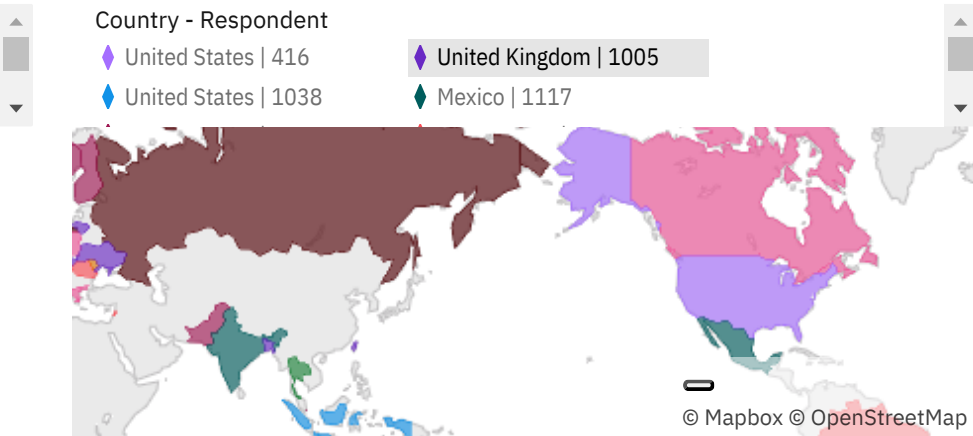 Country - Respondent
United States | 416
United Kingdom | 1005
United States | 1038
Mexico | 1117
© Mapbox © OpenStreetMap